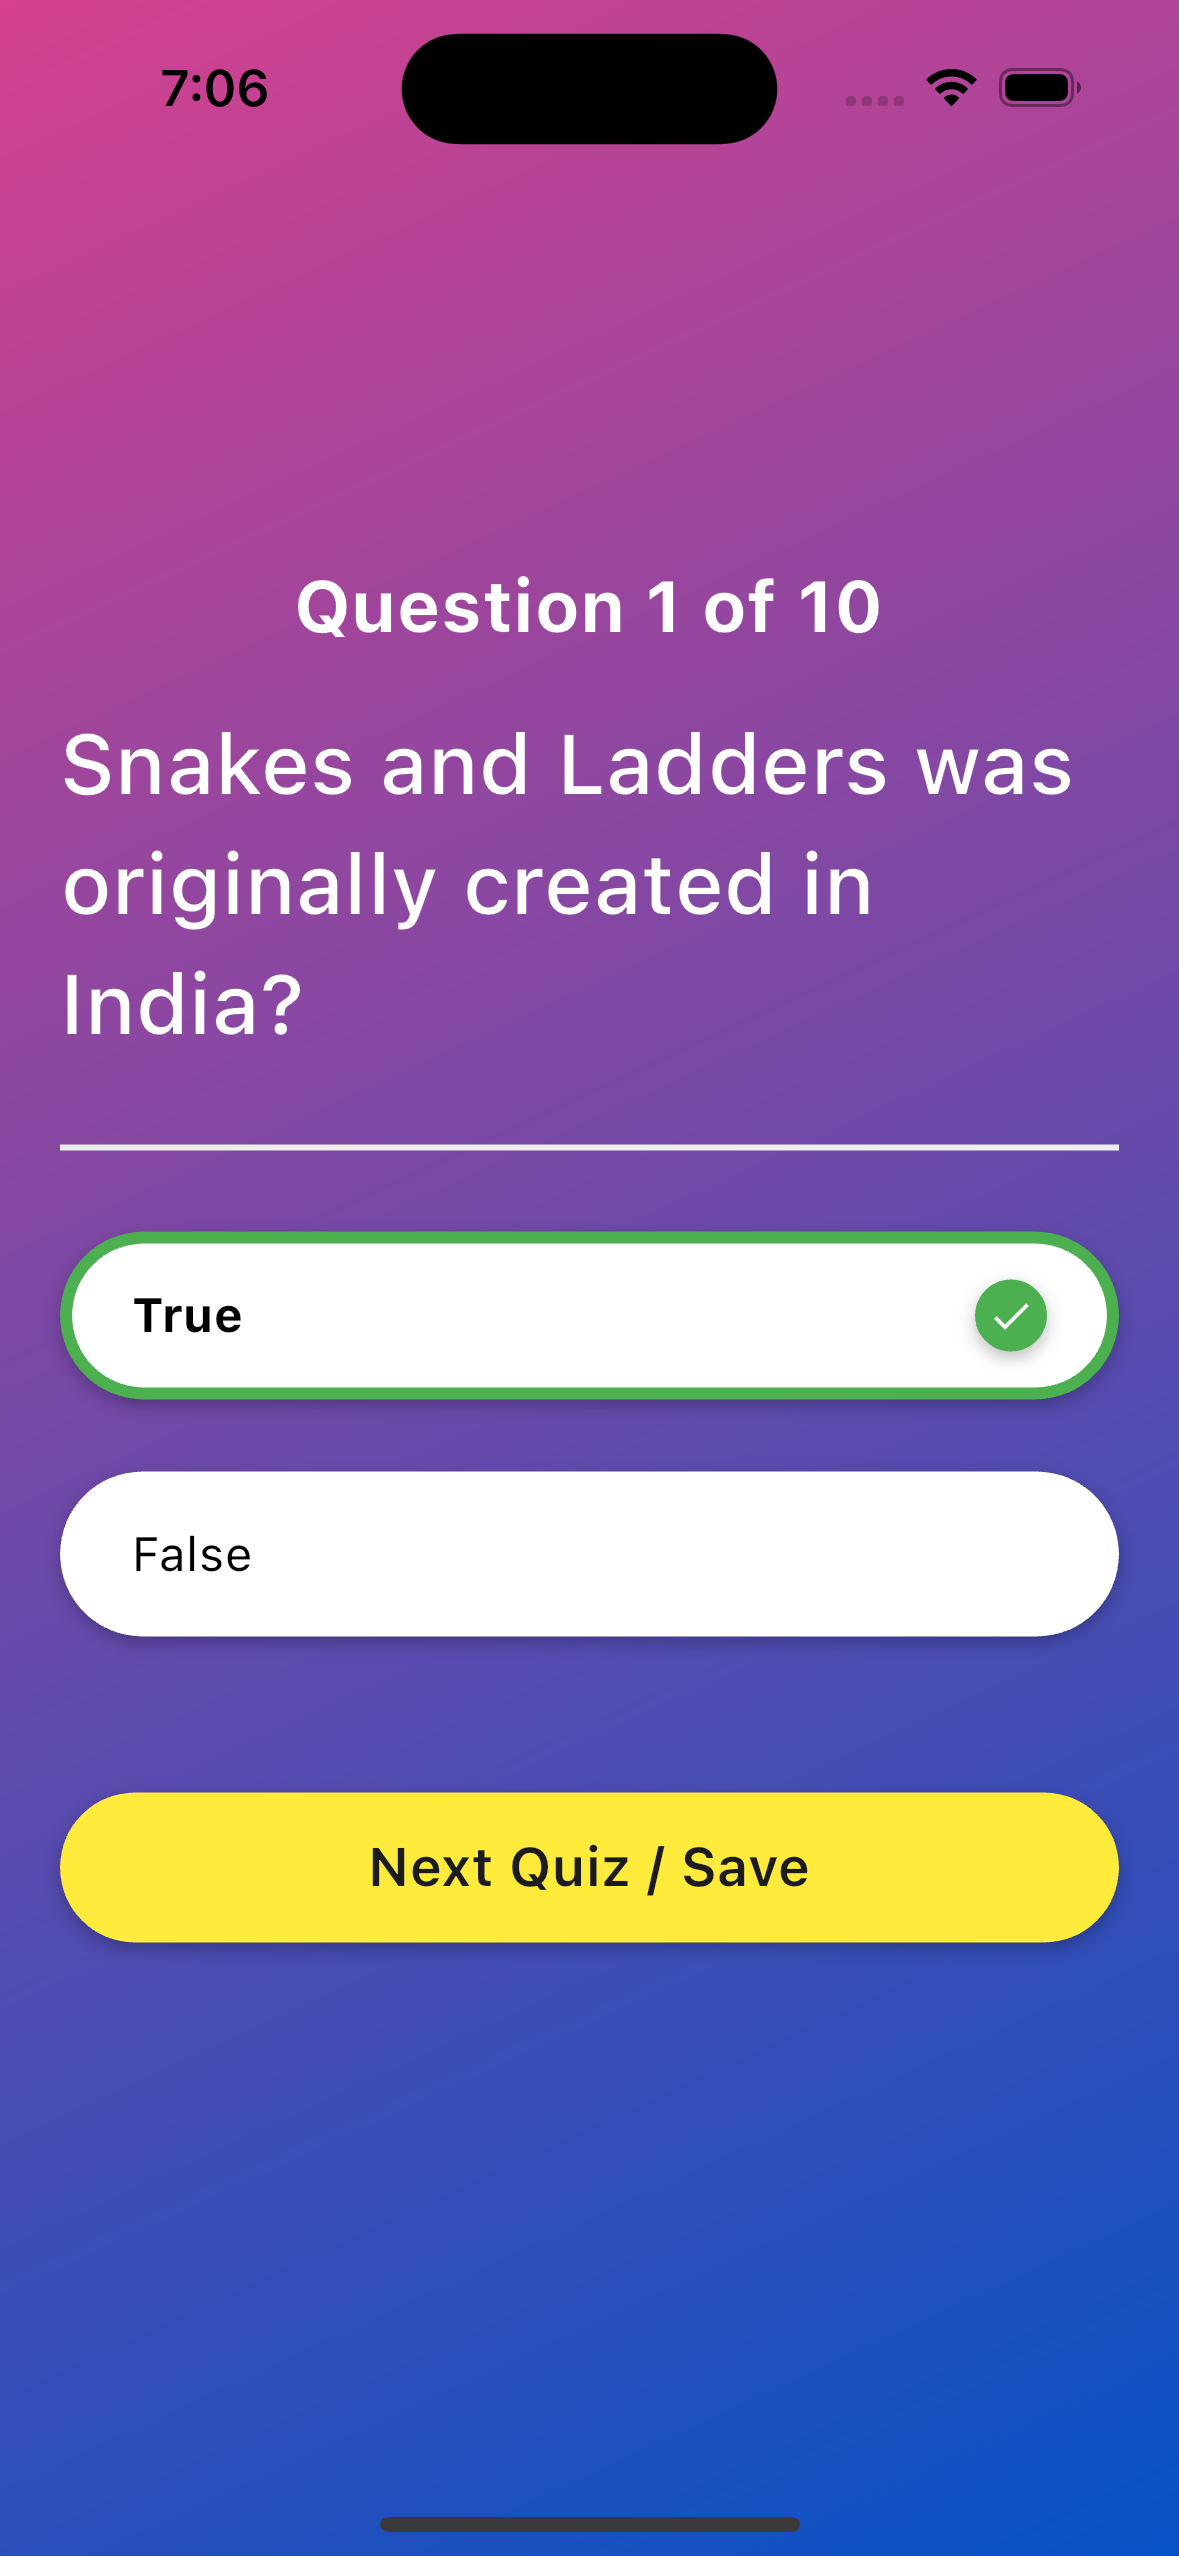 7:06
Question 1 of 10
Snakes and Ladders was
originally created in
India?
True
False
Next Quiz / Save